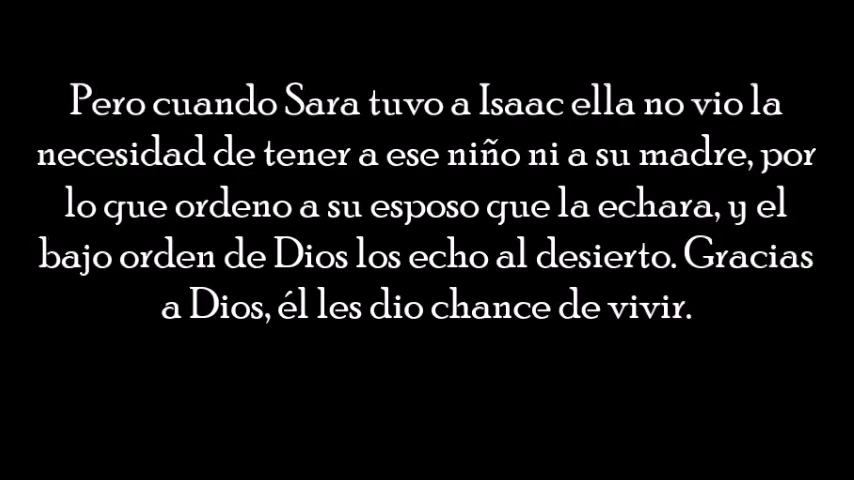 Pero cuando Sara tuvo a Isaac ella no vio la
necesidad de tener a ese niño ni a su madre, por
lo que ordeno a su esposo que la echara, y el
bajo orden de Dios los echo al desierto. Gracias
a Dios, él les dio chance de vivir.